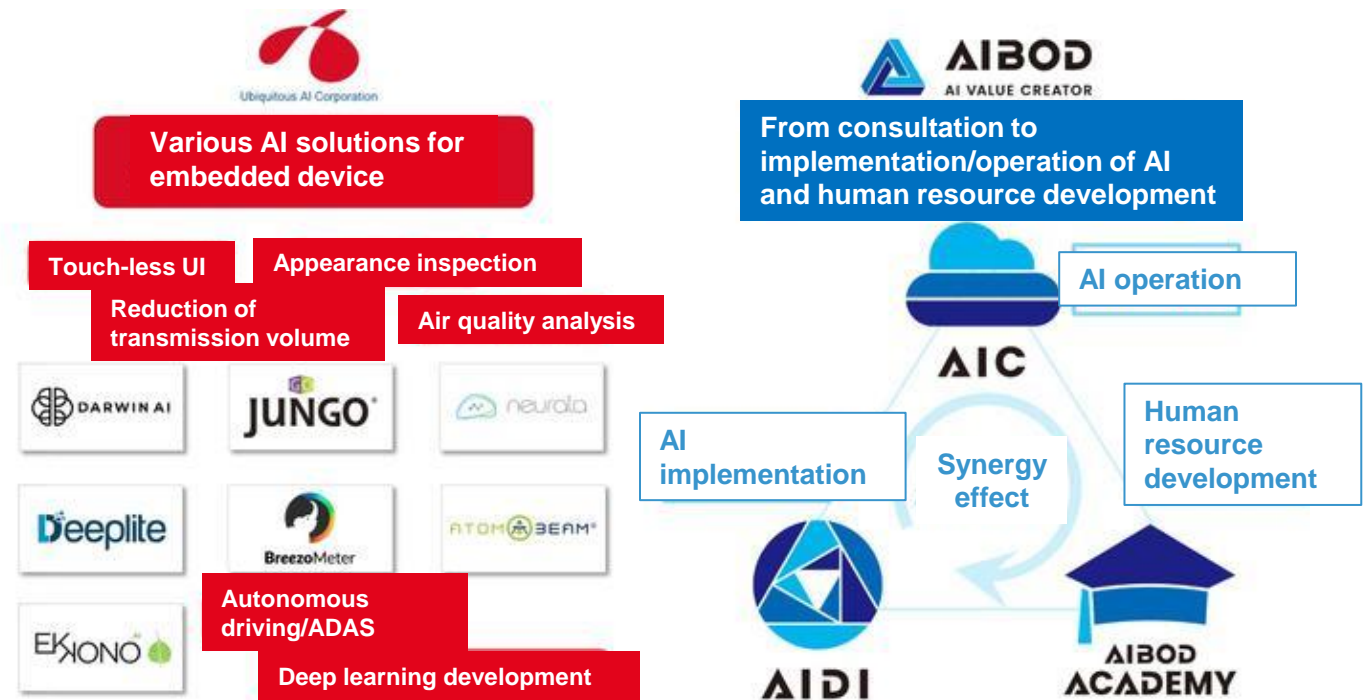 Ubiquitous AI Corporation
Various AI solutions for
embedded device
Touch-less UI
Appearance inspection
Reduction of
transmission volume
Air quality analysis
DARWIN AI
JUNGO
neurala
Deeplite
BreezoMeter
ATOMBEAM
EKKONO
Autonomous
driving/ADAS
Deep learning development
AIBOD
AI VALUE CREATOR
From consultation to
implementation/operation of AI
and human resource development
AI operation
AIC
AI
implementation
Synergy
effect
Human
resource
development
AIDI
AIBOD
ACADEMY